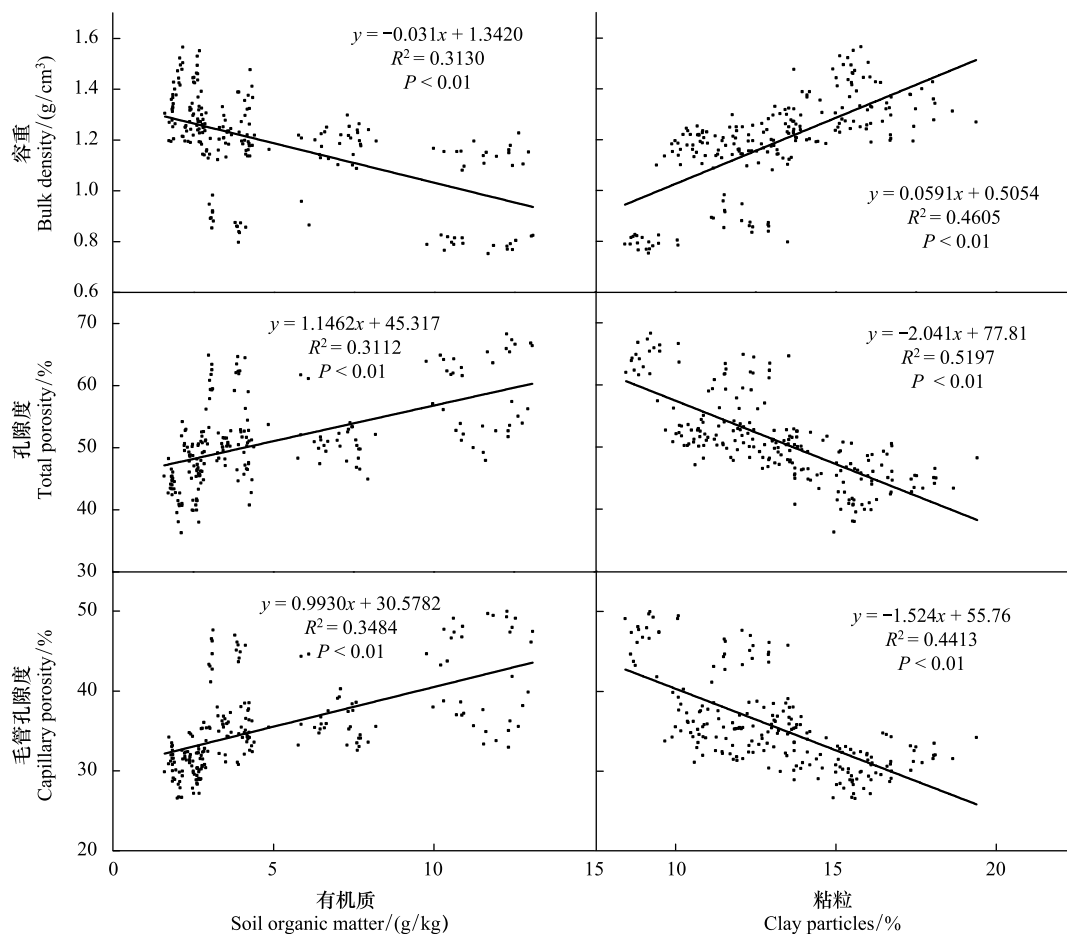 1.6
1.4
1.2
1.0
0.8
0.6
容重
Bulk density/(g/cm³)
y = −0.031x + 1.3420
R² = 0.3130
P < 0.01
y = 0.0591x + 0.5054
R² = 0.4605
P < 0.01
70
60
50
40
30
孔隙度
Total porosity/%
y = 1.1462x + 45.317
R² = 0.3112
P < 0.01
y = −2.041x + 77.81
R² = 0.5197
P < 0.01
50
40
30
20
毛管孔隙度
Capillary porosity/%
y = 0.9930x + 30.5782
R² = 0.3484
P < 0.01
y = −1.524x + 55.76
R² = 0.4413
P < 0.01
0 5 10 15 10 15 20
有机质
Soil organic matter/(g/kg)
粘粒
Clay particles/%